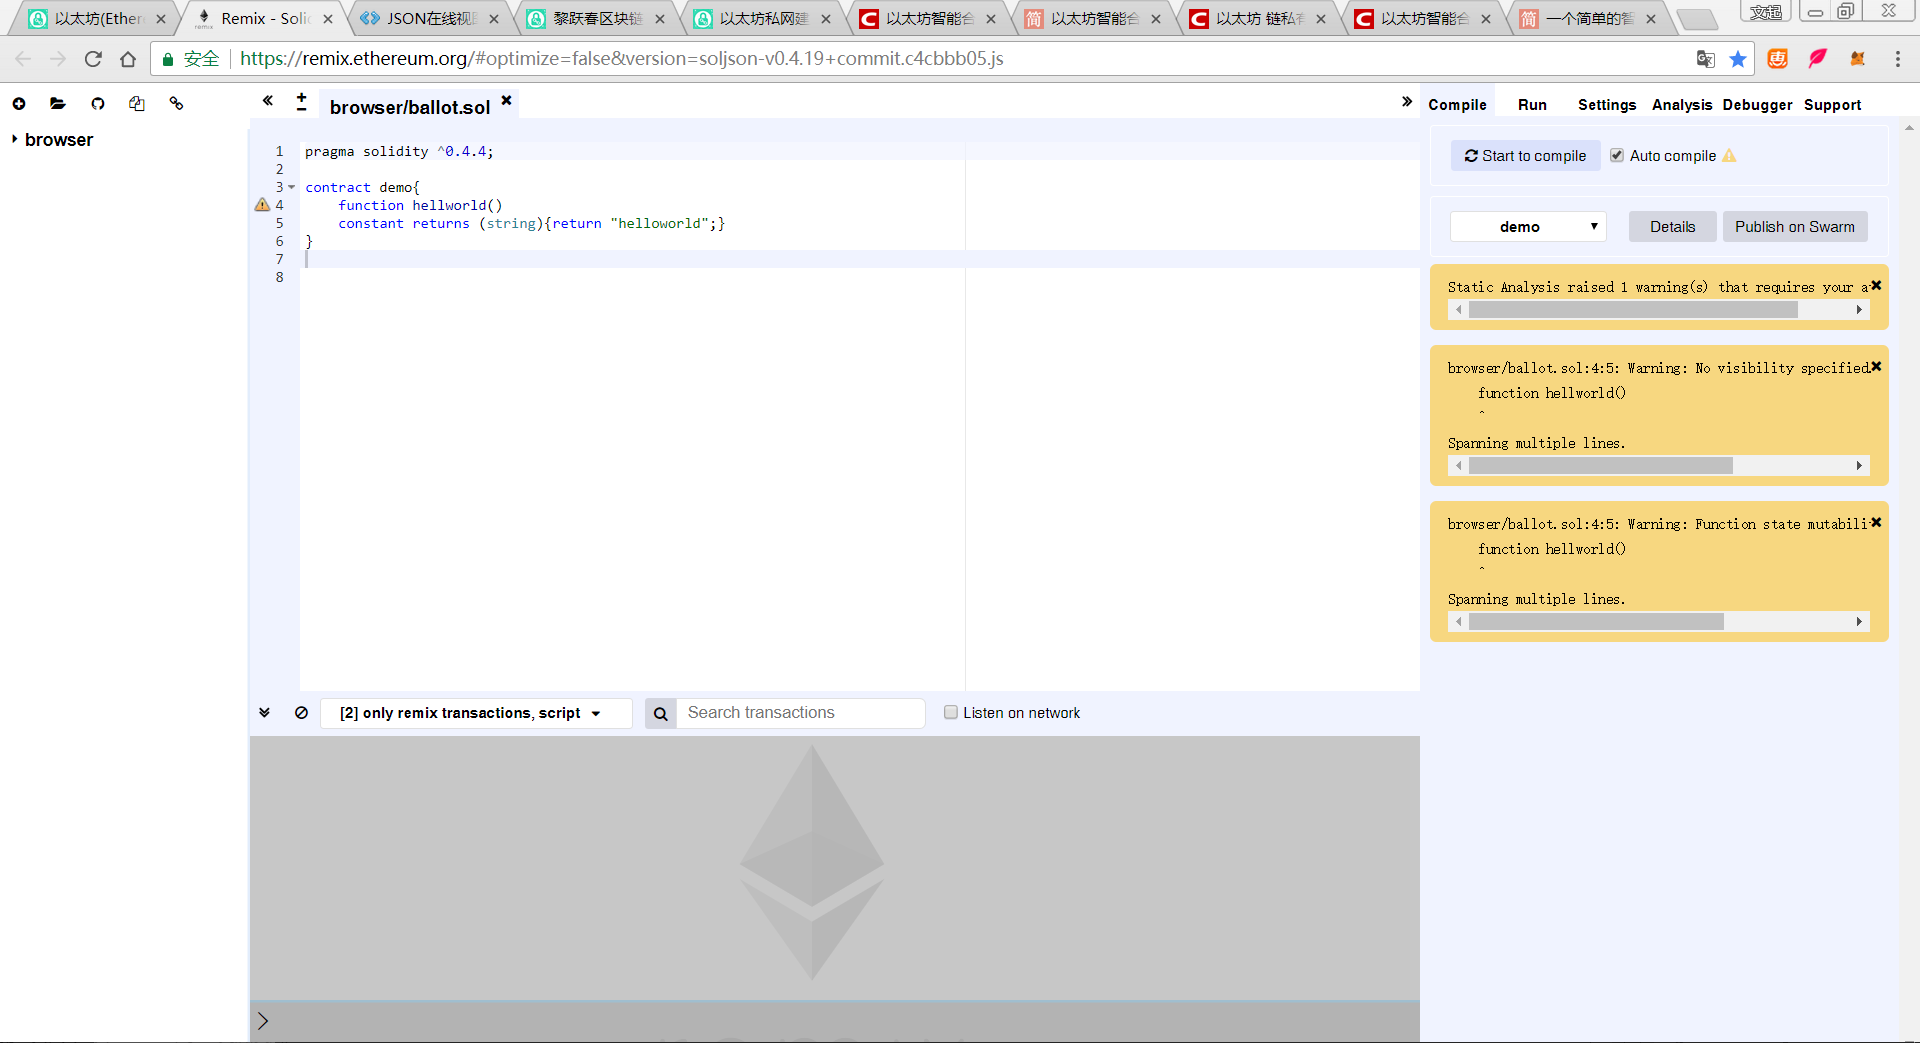 以太坊(Ether
Remix - Solid
JSON在线视图
黎跃春区块链
以太坊私网建
以太坊智能合
以太坊智能合
以太坊 链私有
以太坊智能合
一个简单的智
文起
安全
https://remix.ethereum.org/#optimize=false&version=soljson-v0.4.19+commit.c4cbbb05.js
browser
browser/ballot.sol
Compile Run Settings Analysis Debugger Support
1 pragma solidity ^0.4.4;
2
3 contract demo{
4 function hellworld()
5 constant returns (string){return "helloworld";}
6 }
7
8
Start to compile Auto compile
demo Details Publish on Swarm
Static Analysis raised 1 warning(s) that requires your a
browser/ballot.sol:4:5: Warning: No visibility specified.
function hellworld()
^
Spanning multiple lines.
browser/ballot.sol:4:5: Warning: Function state mutabili
function hellworld()
^
Spanning multiple lines.
[2] only remix transactions, script
Search transactions
Listen on network
>